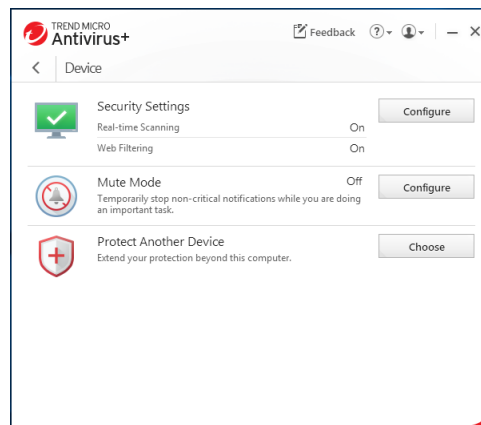 TREND MICRO
Antivirus+
Feedback
?
Device
Security Settings
Configure
Real-time Scanning On
Web Filtering On
Mute Mode Off
Configure
Temporarily stop non-critical notifications while you are doing
an important task.
Protect Another Device
Choose
Extend your protection beyond this computer.